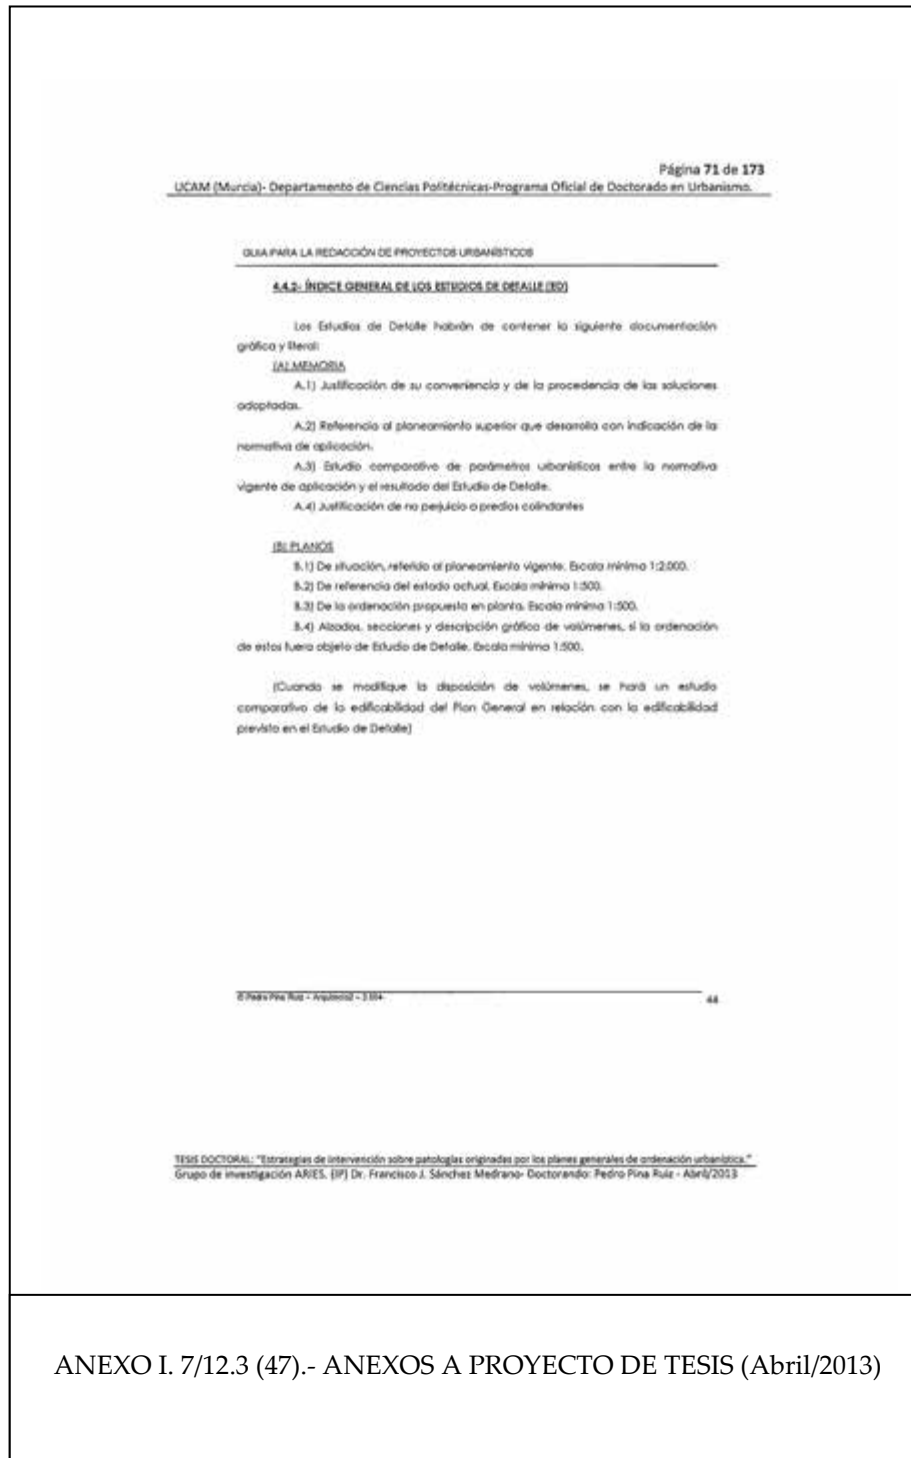 Página 71 de 173
UCAM (Murcia)- Departamento de Ciencias Politécnicas-Programa Oficial de Doctorado en Urbanismo.
GUIA PARA LA REDACCIÓN DE PROYECTOS URBANÍSTICOS
4.4.2- ÍNDICE GENERAL DE LOS ESTUDIOS DE DETALLE (ED)
Los Estudios de Detalle habrán de contener la siguiente documentación
gráfica y literal:
(A) MEMORIA
A.1) Justificación de su conveniencia y de la procedencia de las soluciones
adoptadas.
A.2) Referencia al planeamiento superior que desarrolla con indicación de la
normativa de aplicación.
A.3) Estudio comparativo de parámetros urbanísticos entre la normativa
vigente de aplicación y el resultado del Estudio de Detalle.
A.4) Justificación de no perjuicio a predios colindantes
(B) PLANOS
B.1) De situación, referido al planeamiento vigente. Escala mínima 1:2.000.
B.2) De referencia del estado actual. Escala mínima 1:500.
B.3) De la ordenación propuesta en planta. Escala mínima 1:500.
B.4) Alzados, secciones y descripción gráfica de volúmenes, si la ordenación
de estos fuera objeto de Estudio de Detalle. Escala mínima 1:500.
(Cuando se modifique la disposición de volúmenes, se hará un estudio
comparativo de la edificabilidad del Plan General en relación con la edificabilidad
prevista en el Estudio de Detalle)
© Pedro Pina Ruiz –
TESIS DOCTORAL: "Estrategias de intervención sobre patologías originadas por los planes generales de ordenación urbanística."
Grupo de investigación ARIES. (IP) Dr. Francisco J. Sánchez Medrano- Doctorando: Pedro Pina Ruiz - Abril/2013
ANEXO I. 7/12.3 (47).- ANEXOS A PROYECTO DE TESIS (Abril/2013)